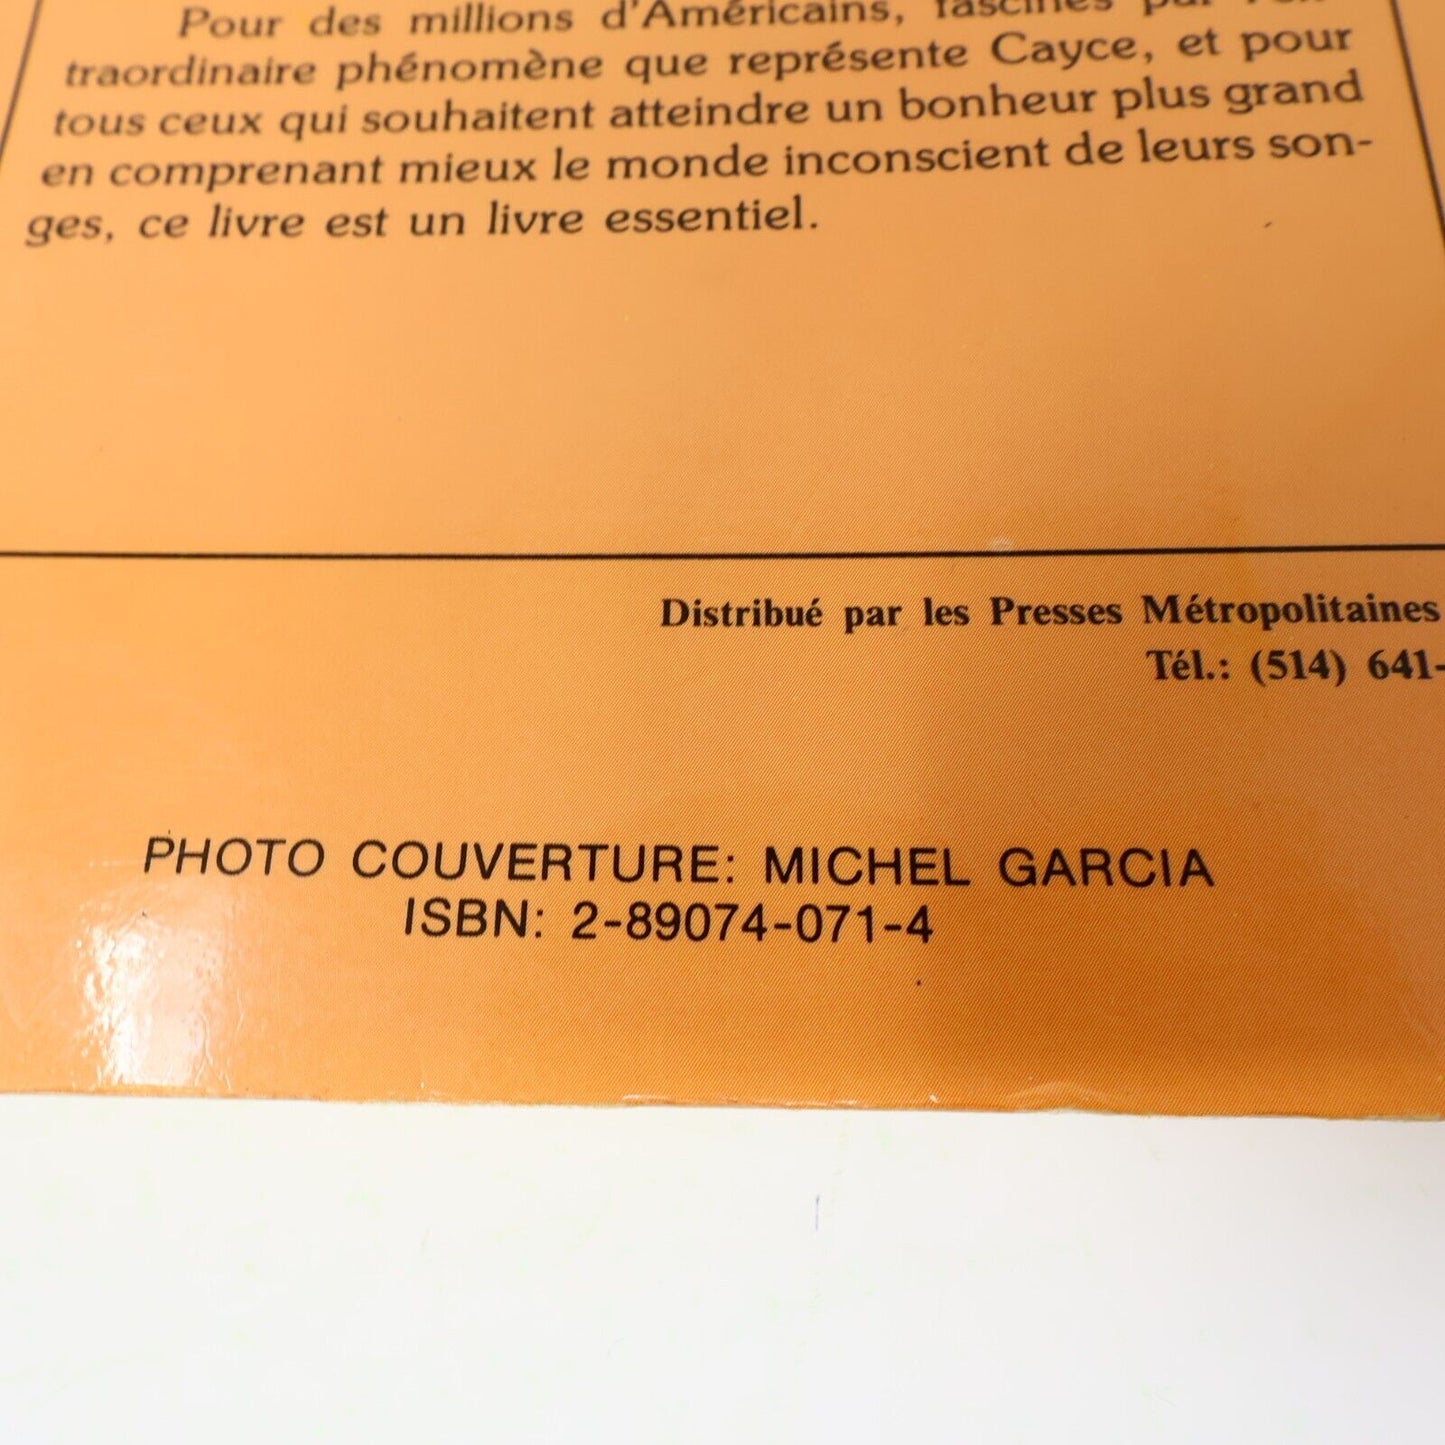 Pour des millions d'Américains, fascinés par l'ex-
traordinaire phénomène que représente Cayce, et pour
tous ceux qui souhaitent atteindre un bonheur plus grand
en comprenant mieux le monde inconscient de leurs son-
ges, ce livre est un livre essentiel.
Distribué par les Presses Métropolitaines
Tél.: (514) 641-
PHOTO COUVERTURE: MICHEL GARCIA
ISBN: 2-89074-071-4